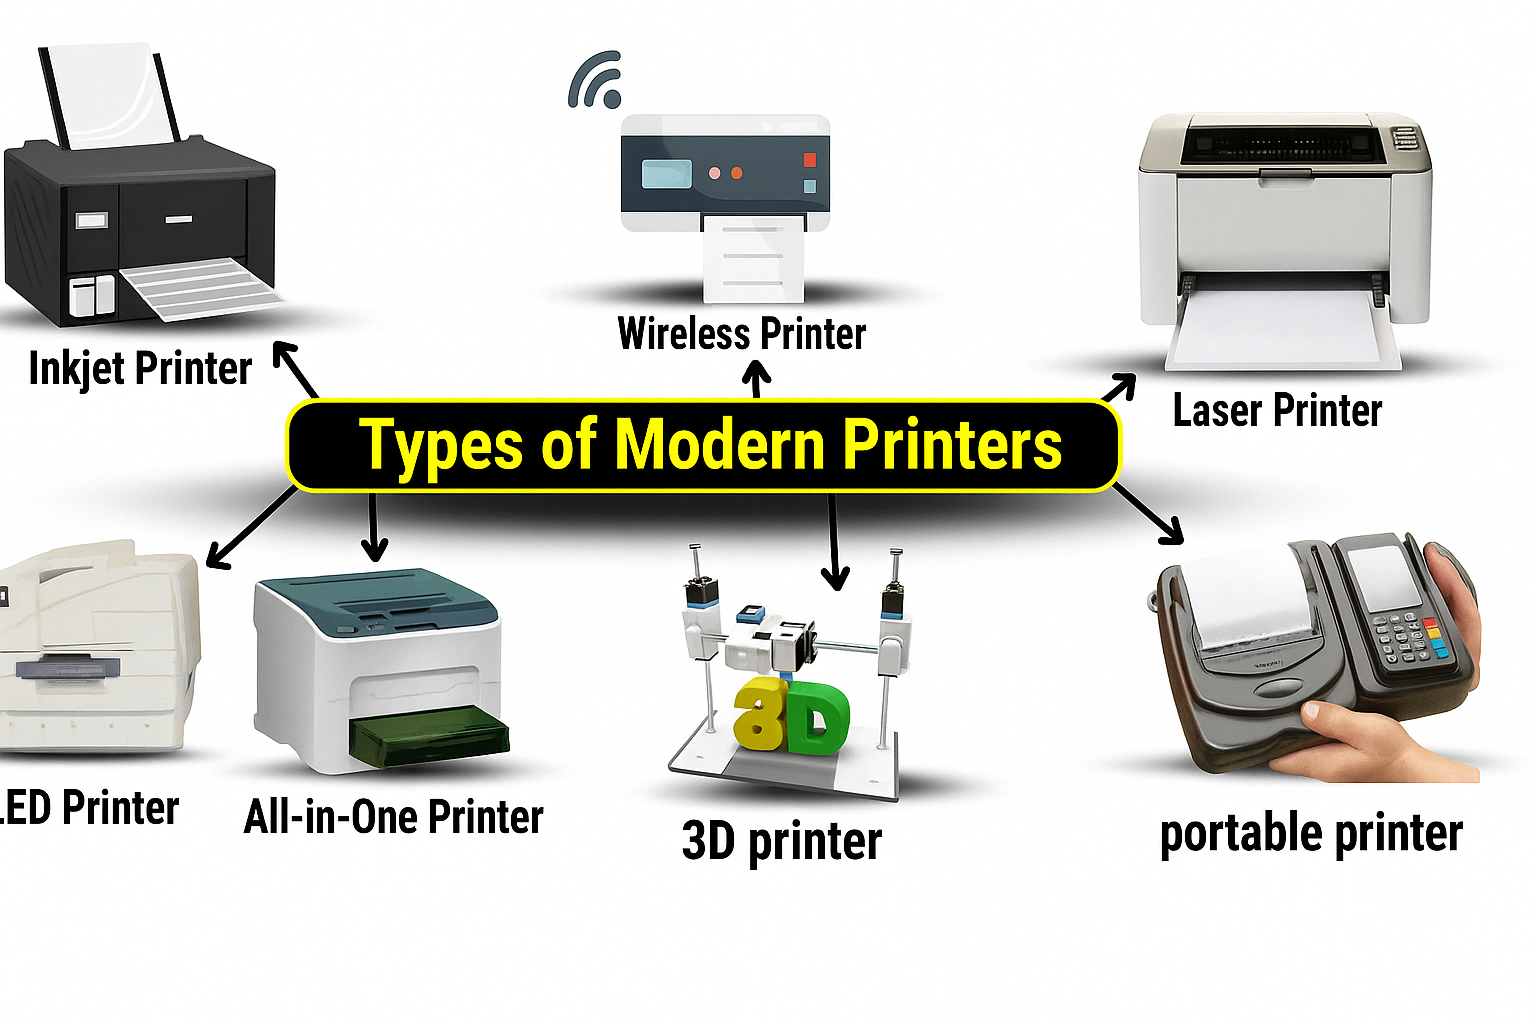 Wireless Printer
Inkjet Printer
Laser Printer
Types of Modern Printers
LED Printer
All-in-One Printer
3D
3D printer
portable printer